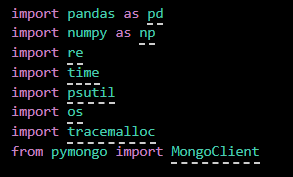 import pandas as pd
import numpy as np
import re
import time
import psutil
import os
import tracemalloc
from pymongo import MongoClient